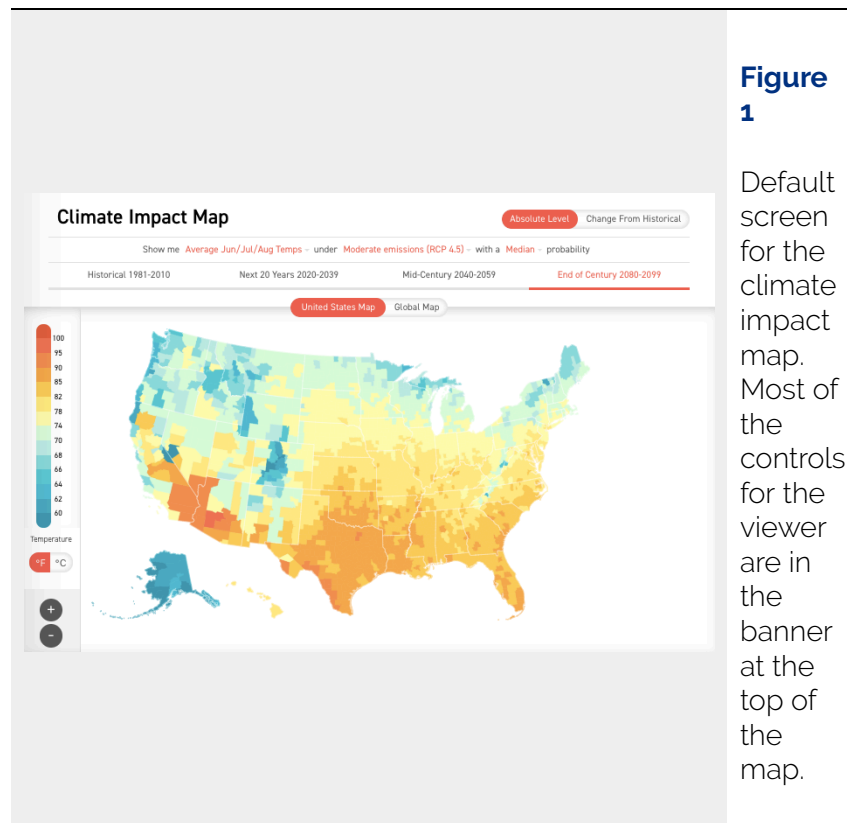 Figure
1
Default
screen
for the
climate
impact
map.
Most of
the
controls
for the
viewer
are in
the
banner
at the
top of
the
map.
Climate Impact Map
Absolute Level Change From Historical
Show me Average Jun/Jul/Aug Temps - under Moderate emissions (RCP 4.5) - with a Median - probability
Historical 1981-2010 Next 20 Years 2020-2039 Mid-Century 2040-2059 End of Century 2080-2099
United States Map Global Map
100
95
90
85
82
78
74
70
68
66
64
62
60
Temperature
°F °C
+
-